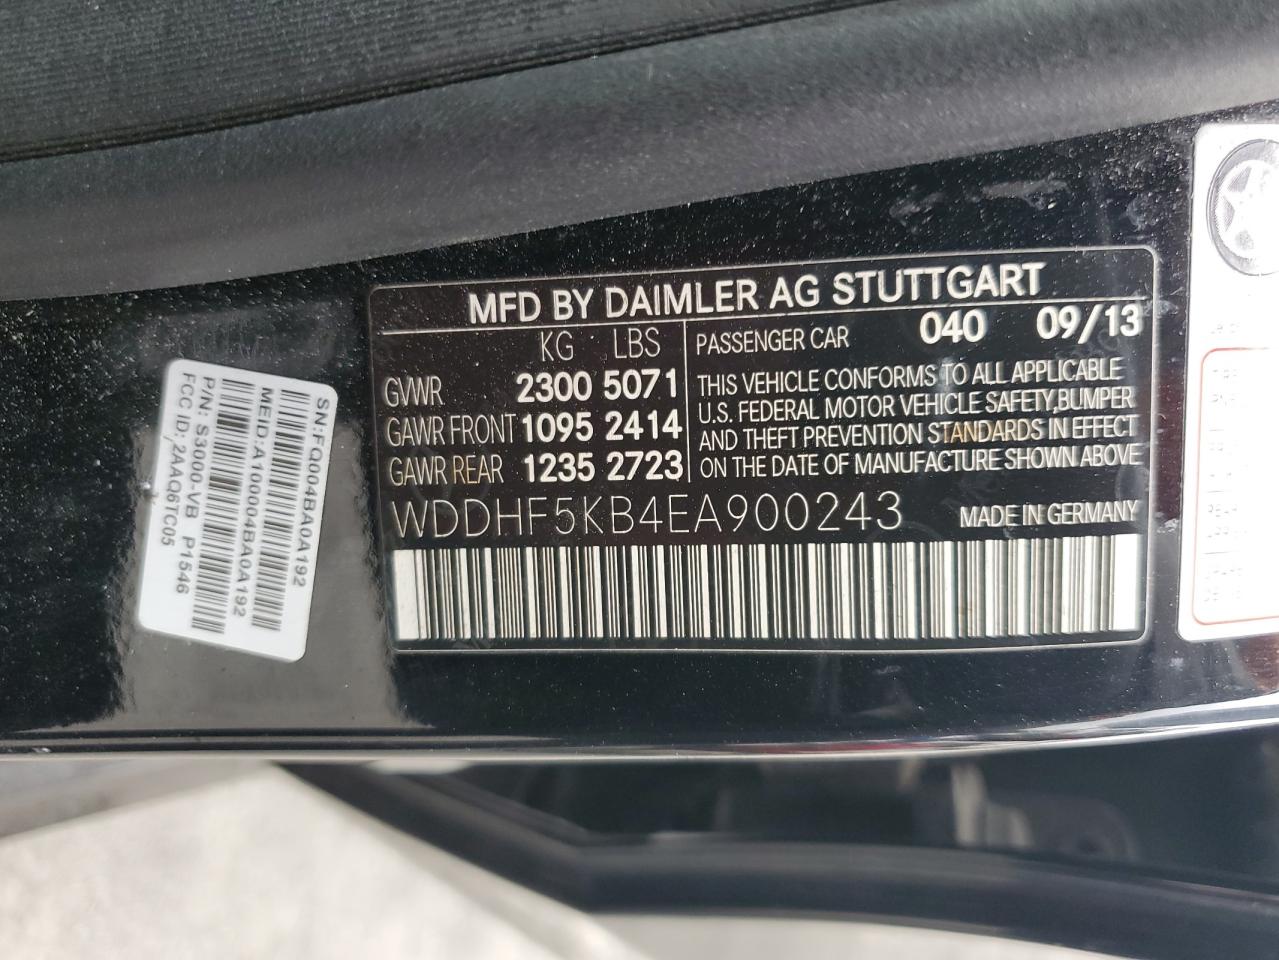 MFD BY DAIMLER AG STUTTGART
KG LBS
GVWR 2300 5071
GAWR FRONT 1095 2414
GAWR REAR 1235 2723
PASSENGER CAR 040 09/13
THIS VEHICLE CONFORMS TO ALL APPLICABLE
U.S. FEDERAL MOTOR VEHICLE SAFETY,BUMPER
AND THEFT PREVENTION STANDARDS IN EFFECT
ON THE DATE OF MANUFACTURE SHOWN ABOVE
WDDHF5KB4EA900243 MADE IN GERMANY
SN:FQ004BA0A192
MEID:A100004BA0A192
P/N: S3000-VB P1546
FCC ID:2AAQ6TC05